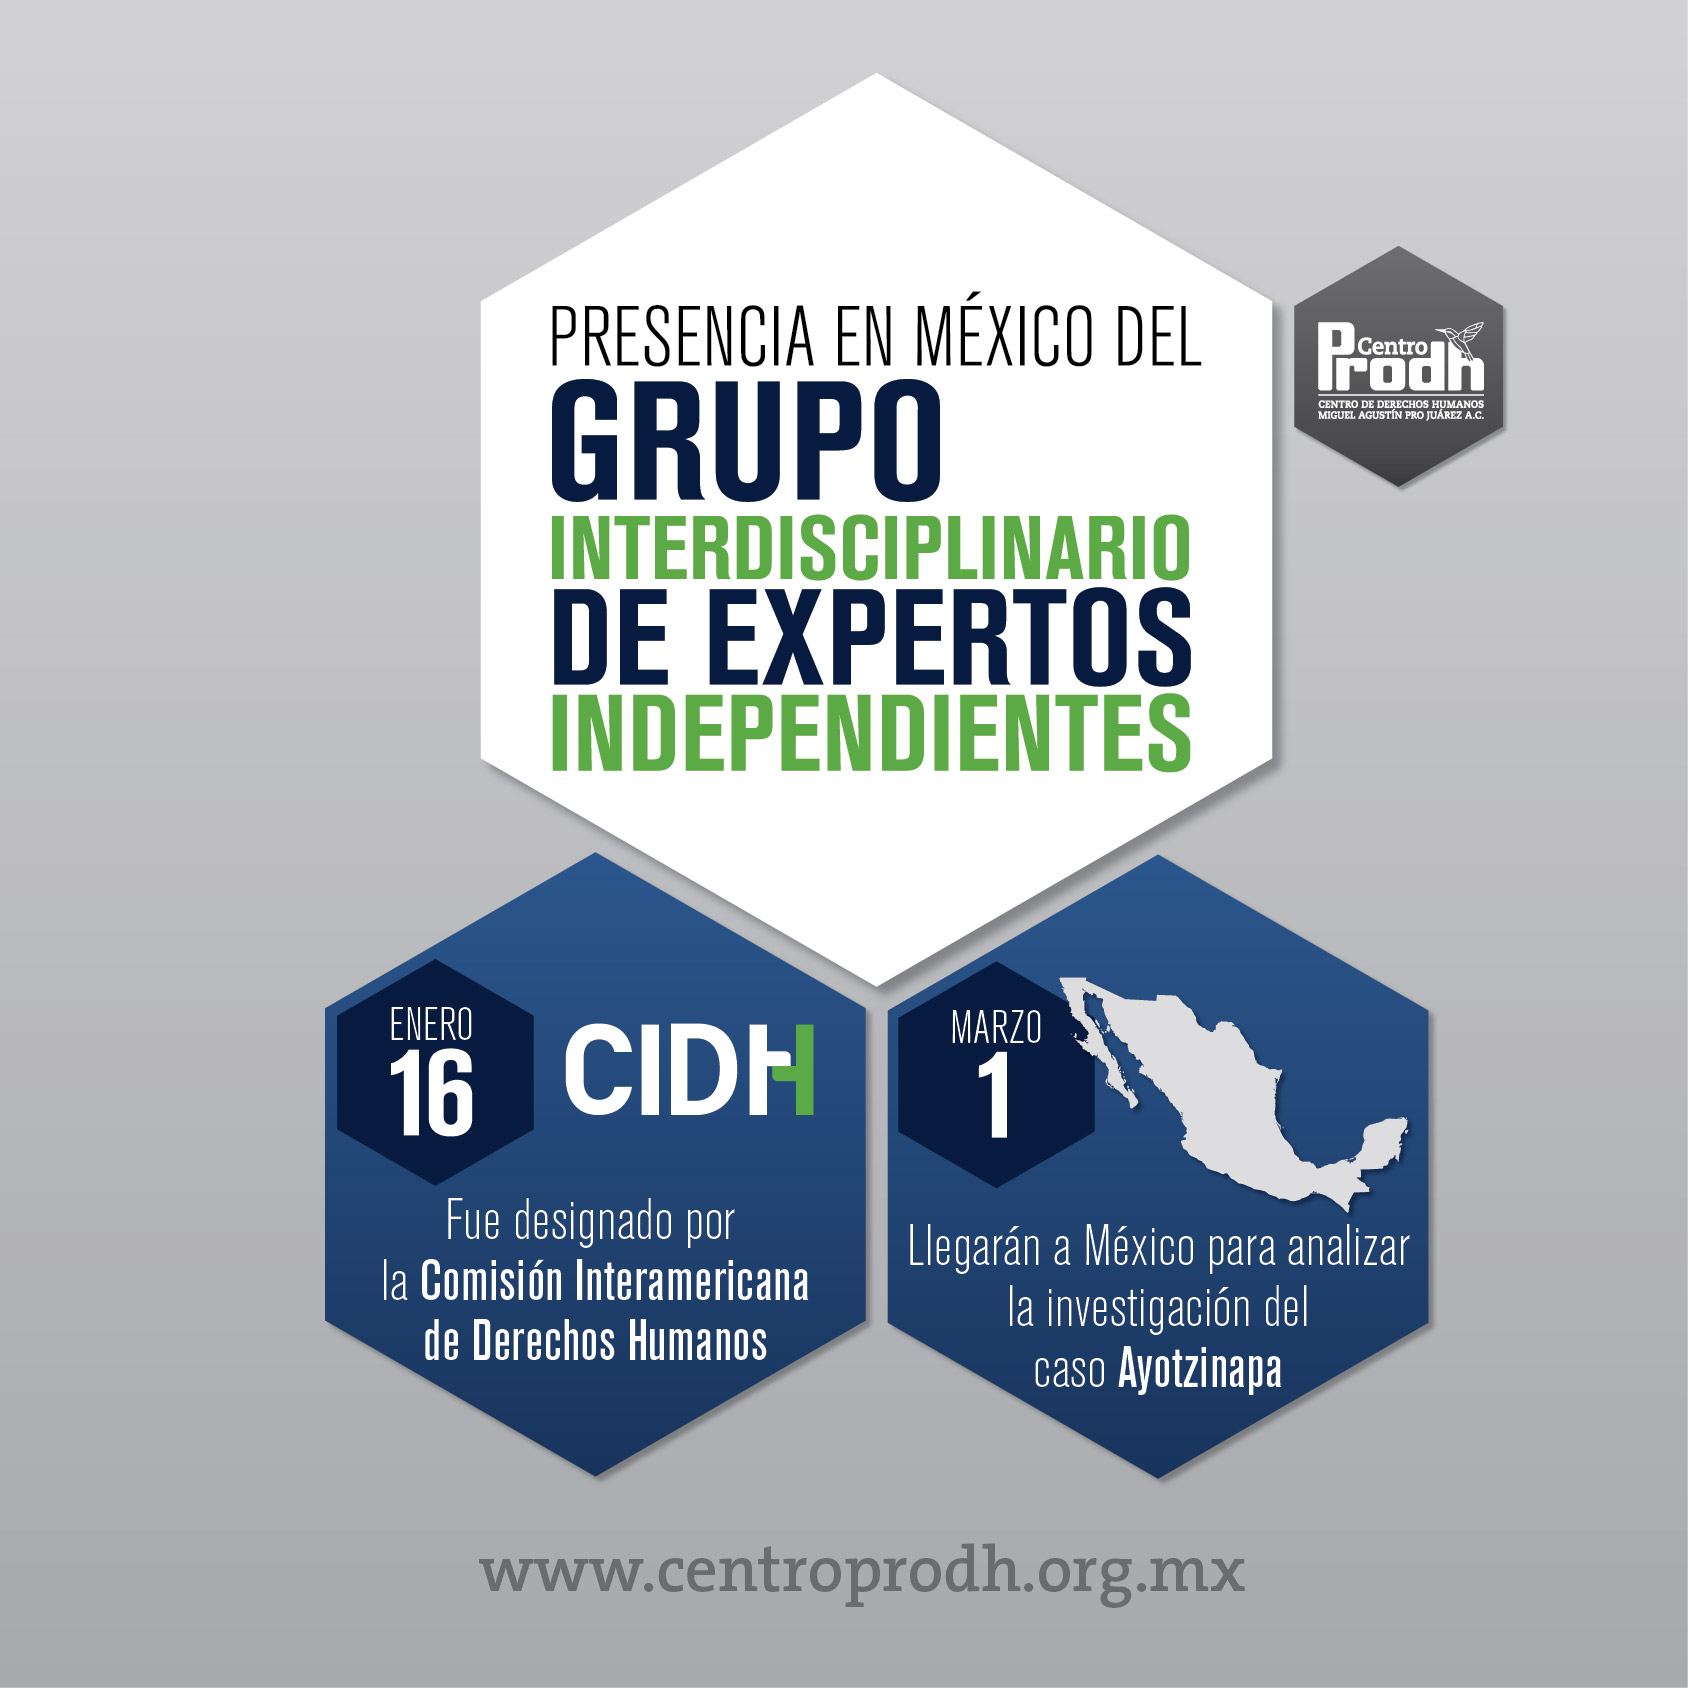 PRESENCIA EN MÉXICO DEL
GRUPO
INTERDISCIPLINARIO
DE EXPERTOS
INDEPENDIENTES
Centro
Prodh
CENTRO DE DERECHOS HUMANOS
MIGUEL AGUSTÍN PRO JUÁREZ A.C.
ENERO
16
CIDH
Fue designado por
la Comisión Interamericana
de Derechos Humanos
MARZO
1
Llegarán a México para analizar
la investigación del
caso Ayotzinapa
www.centroprodh.org.mx